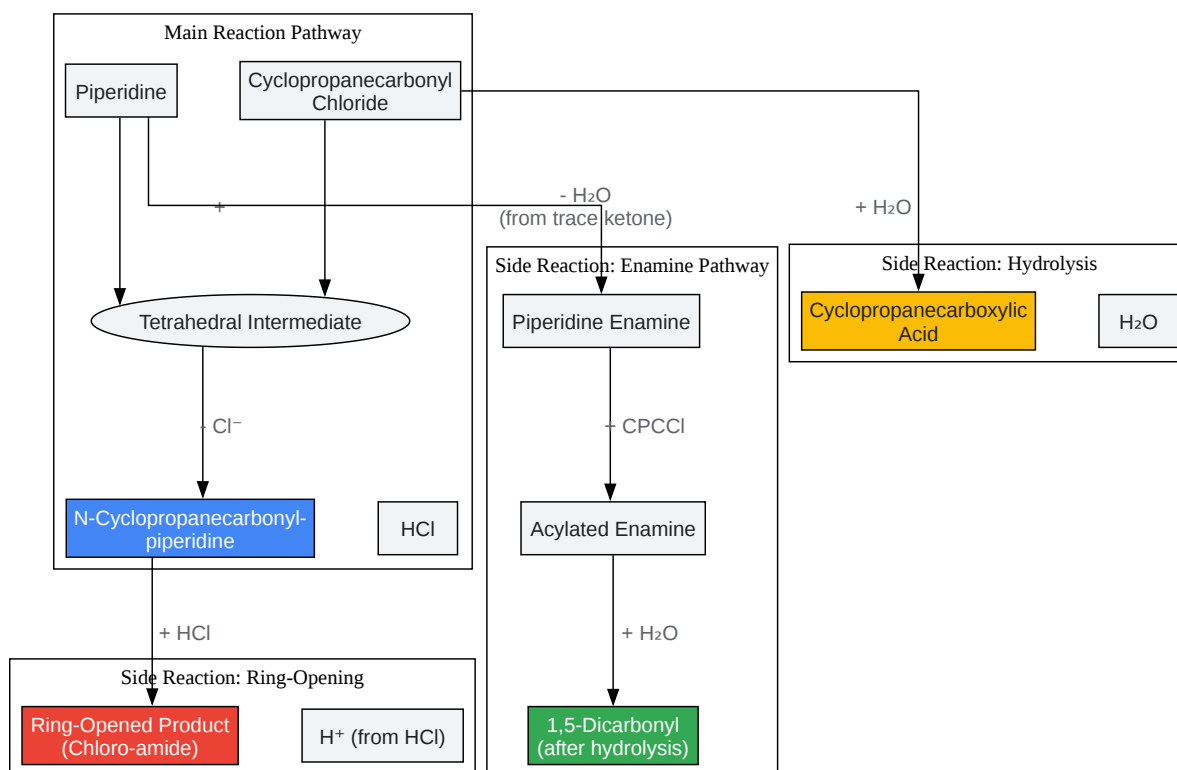 Main Reaction Pathway
Piperidine
Cyclopropanecarbonyl
Chloride
+
- H₂O
(from trace ketone)
+ H₂O
Side Reaction: Enamine Pathway
Side Reaction: Hydrolysis
Tetrahedral Intermediate
Piperidine Enamine
Cyclopropanecarboxylic
Acid
H₂O
- Cl⁻
+ CPCCl
N-Cyclopropanecarbonyl-
piperidine
HCl
Acylated Enamine
+ HCl
+ H₂O
Side Reaction: Ring-Opening
Ring-Opened Product
(Chloro-amide)
H⁺ (from HCl)
1,5-Dicarbonyl
(after hydrolysis)